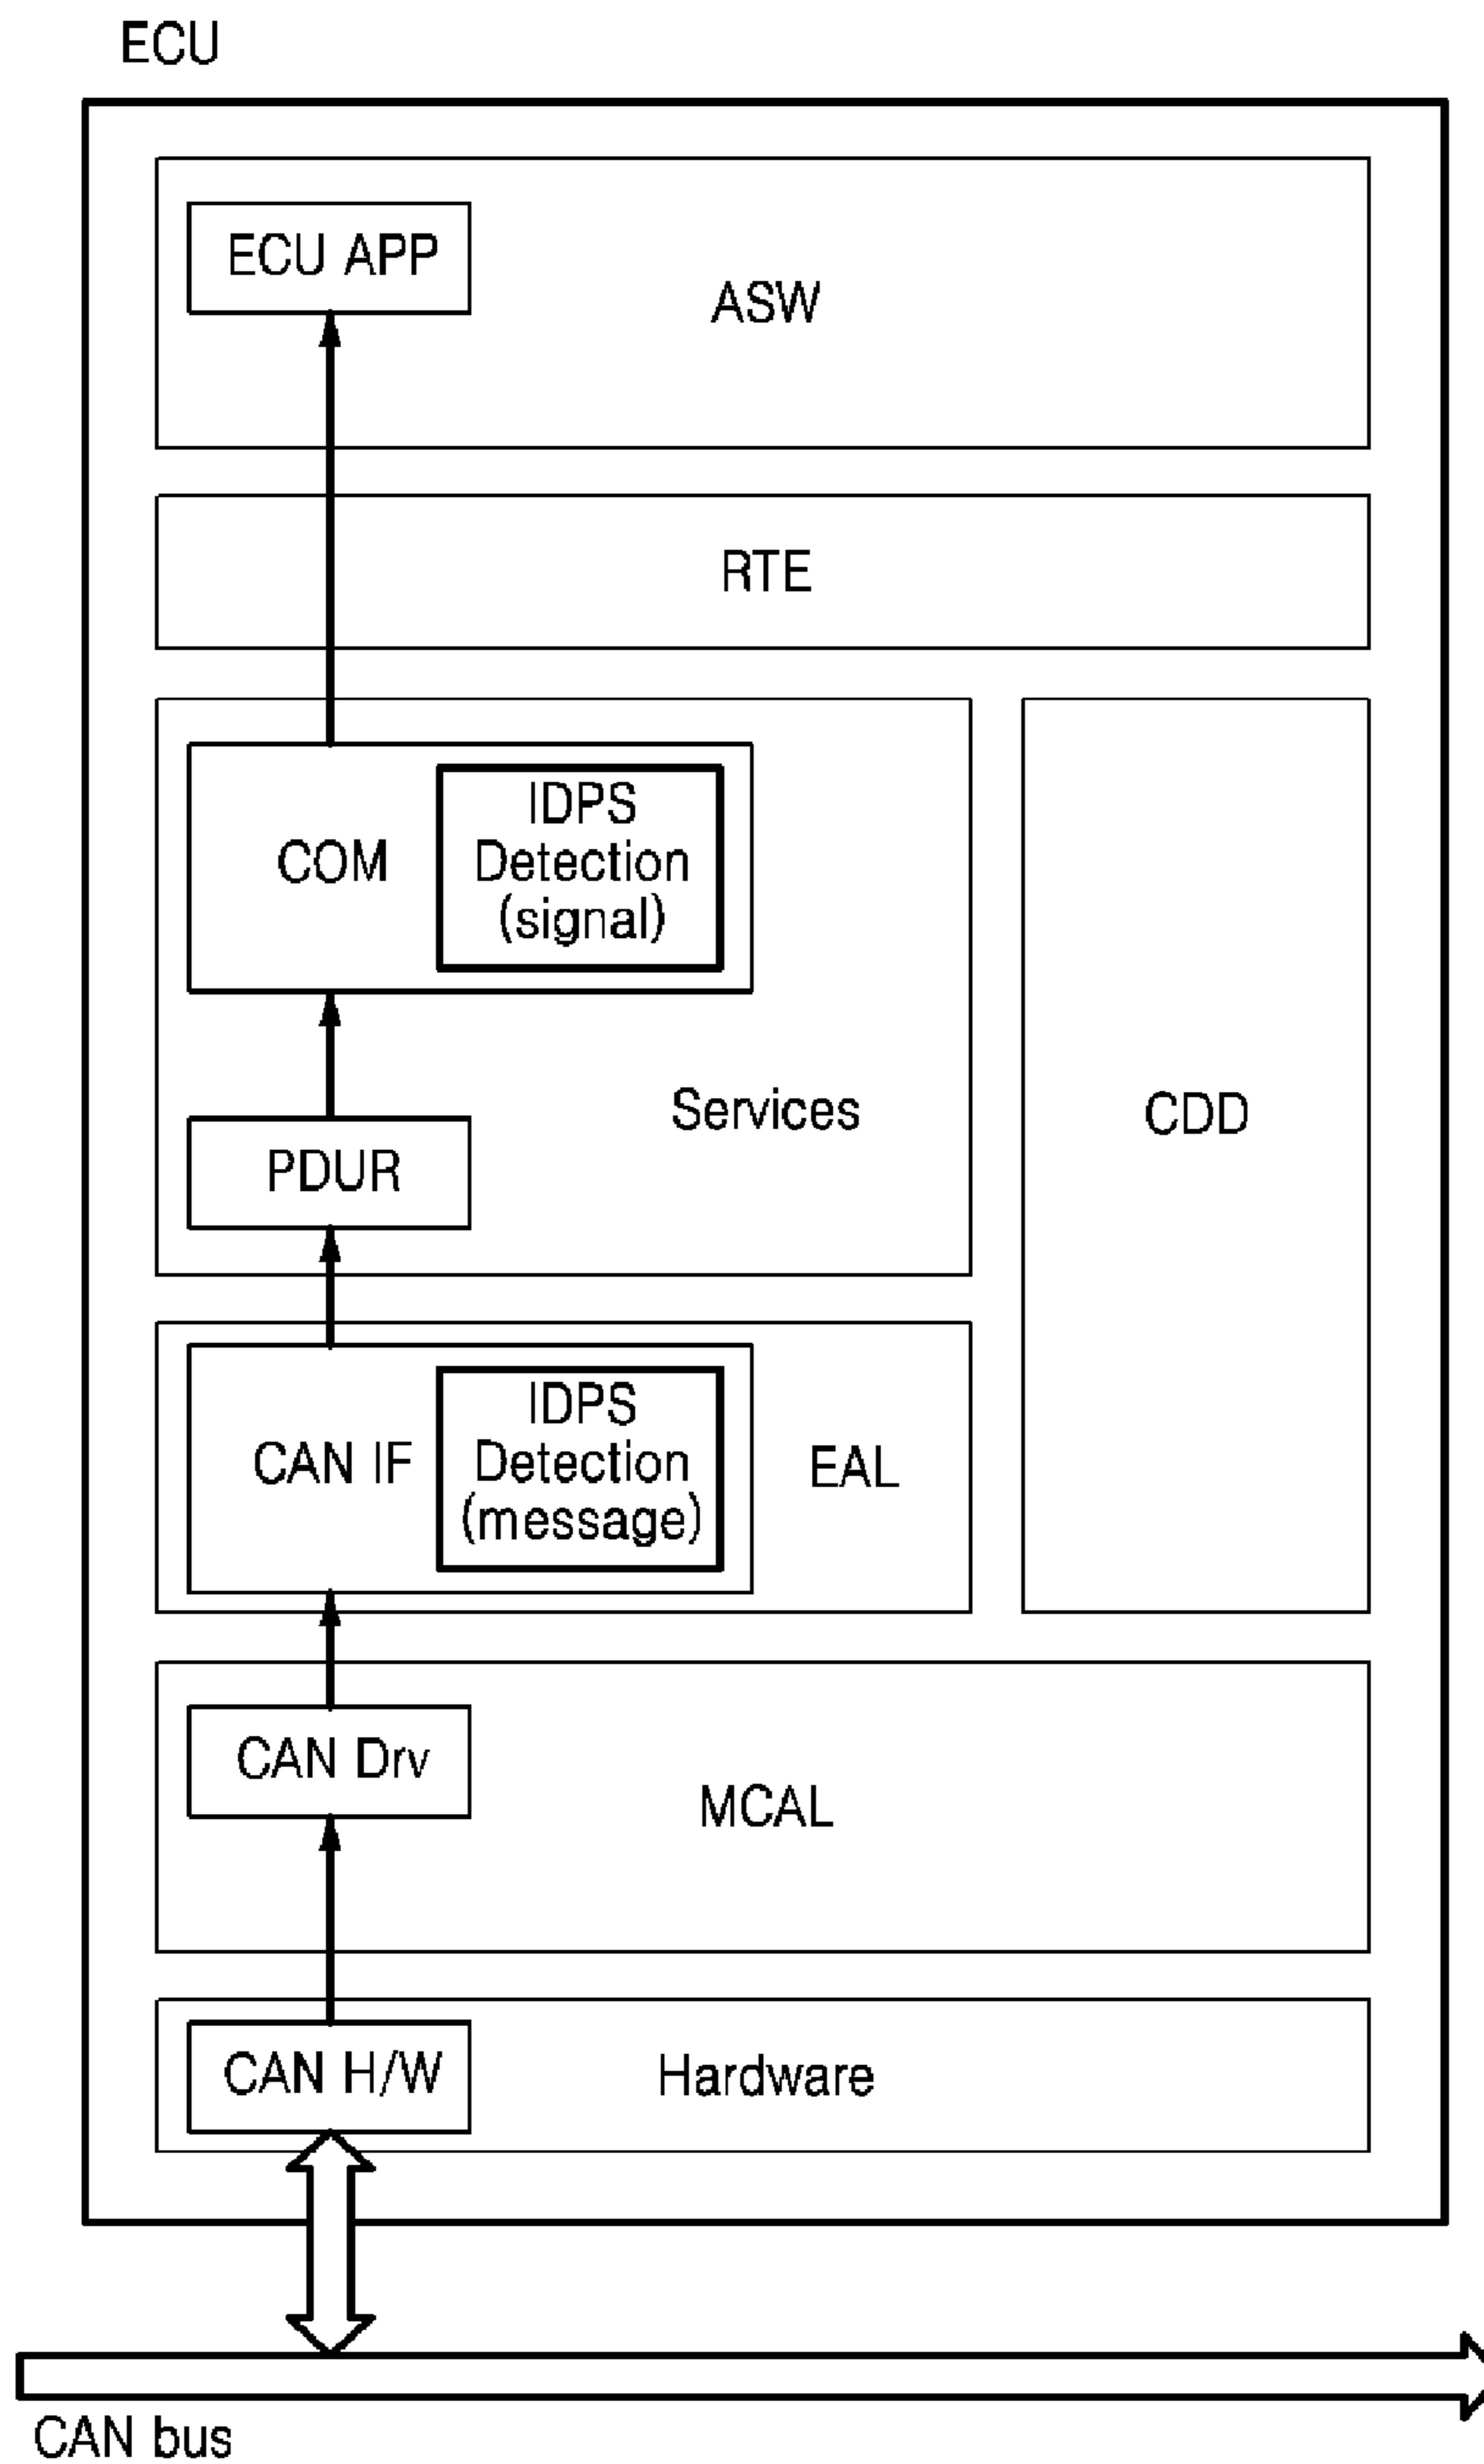 ECU
ECU APP
ASW
RTE
COM
IDPS
Detection
(signal)
Services
CDD
PDUR
CAN IF
IDPS
Detection
(message)
EAL
CAN Drv
MCAL
CAN H/W
Hardware
CAN bus